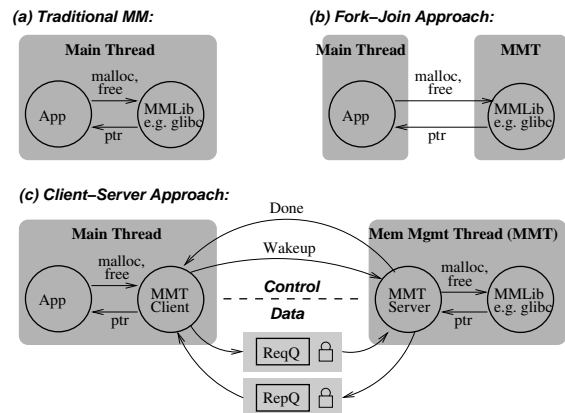 (a) Traditional MM:
Main Thread
App
malloc,
free
ptr
MMLib
e.g. glibc
(b) Fork–Join Approach:
Main Thread
MMT
App
malloc,
free
ptr
MMLib
e.g. glibc
(c) Client–Server Approach:
Main Thread
App
malloc,
free
ptr
MMT
Client
Done
Wakeup
Control
Data
ReqQ
RepQ
Mem Mgmt Thread (MMT)
MMT
Server
malloc,
free
ptr
MMLib
e.g. glibc